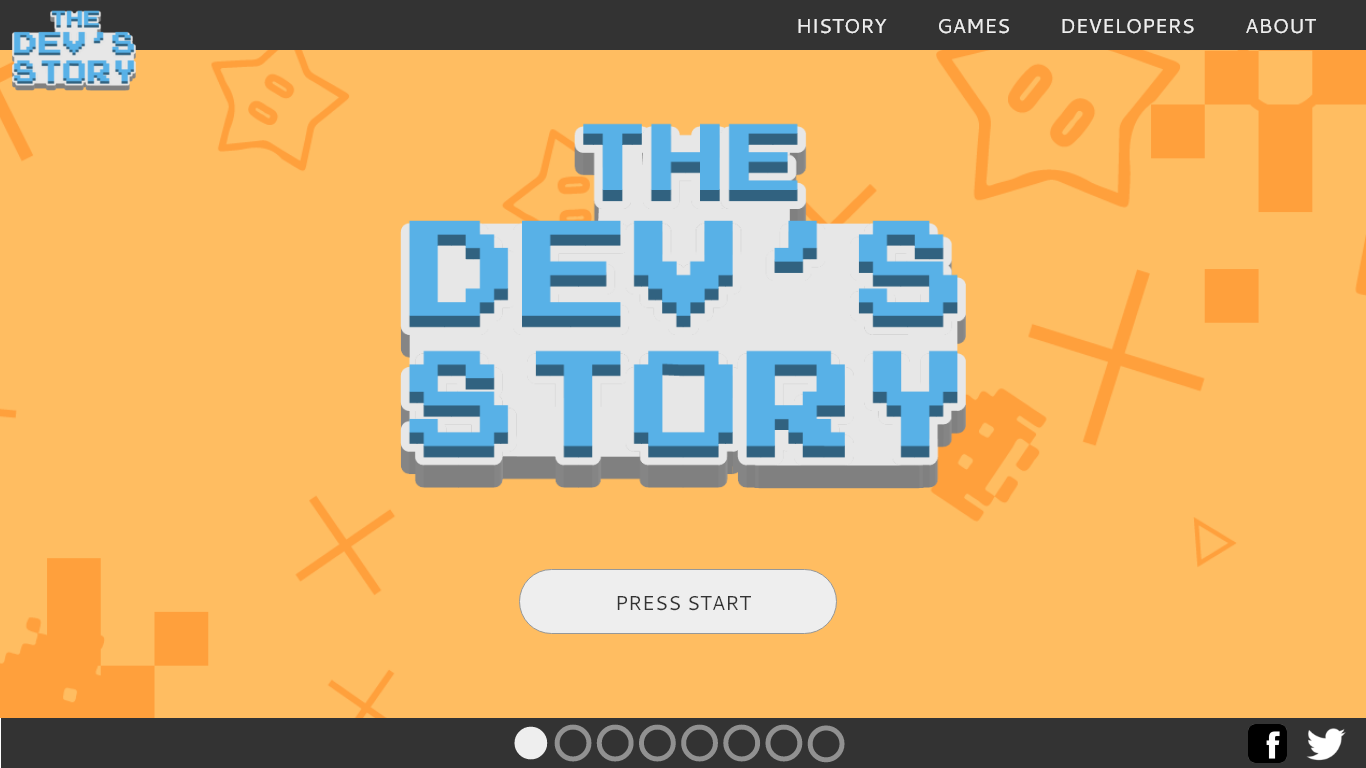 THE
DEV'S
STORY
HISTORY GAMES DEVELOPERS ABOUT
THE
DEV'S
STORY
PRESS START
f